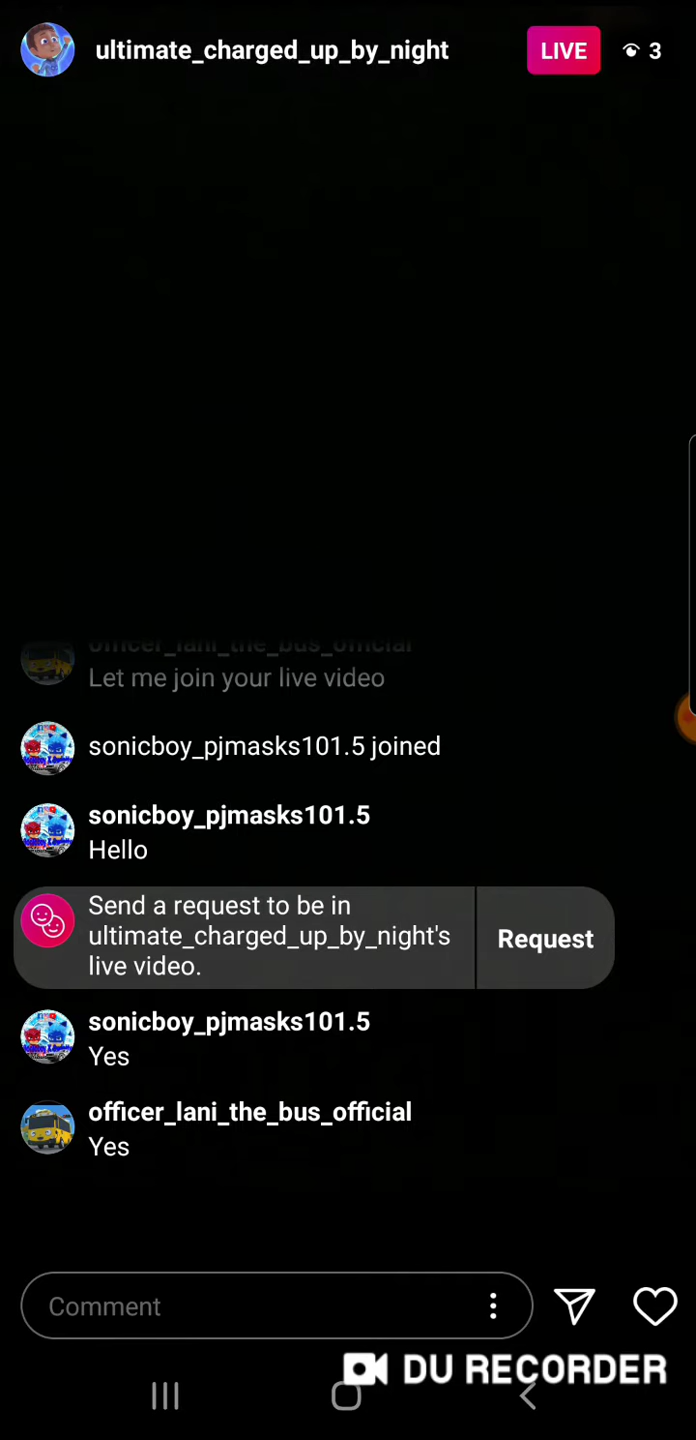 ultimate_charged_up_by_night LIVE 3
officer_lani_the_bus_official
Let me join your live video
sonicboy_pjmasks101.5 joined
sonicboy_pjmasks101.5
Hello
Send a request to be in
ultimate_charged_up_by_night's
live video.
Request
sonicboy_pjmasks101.5
Yes
officer_lani_the_bus_official
Yes
Comment
DU RECORDER